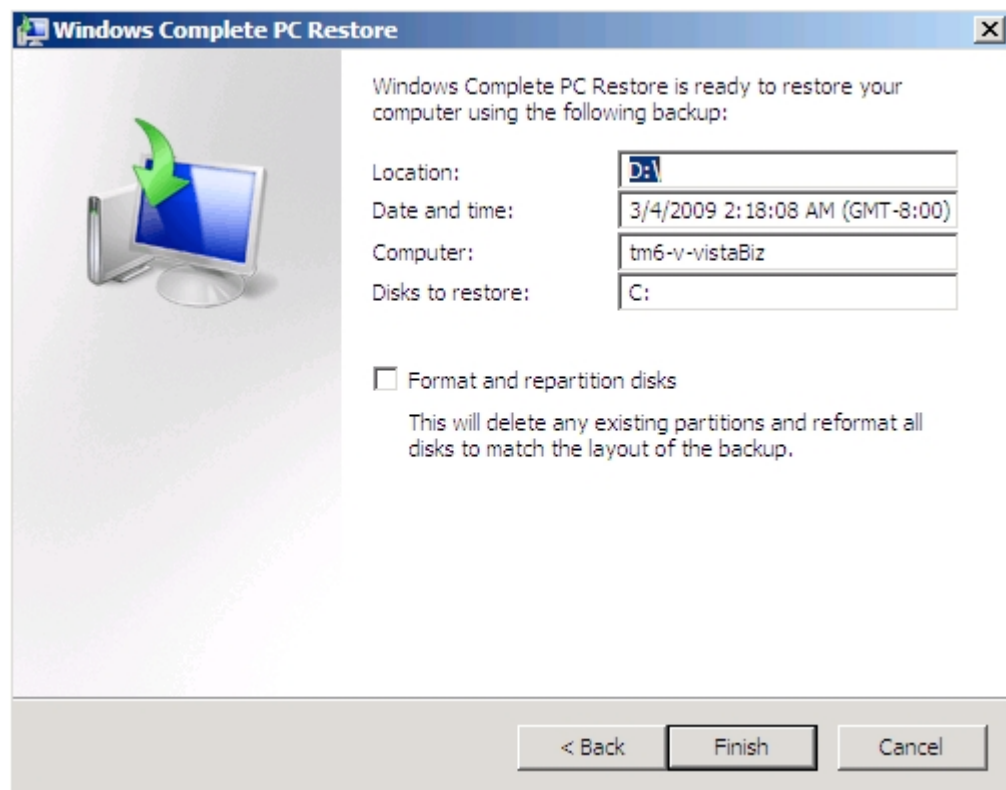 Windows Complete PC Restore
Windows Complete PC Restore is ready to restore your
computer using the following backup:
Location: D:\
Date and time: 3/4/2009 2:18:08 AM (GMT-8:00)
Computer: tm6-v-vistaBiz
Disks to restore: C:
Format and repartition disks
This will delete any existing partitions and reformat all
disks to match the layout of the backup.
< Back Finish Cancel